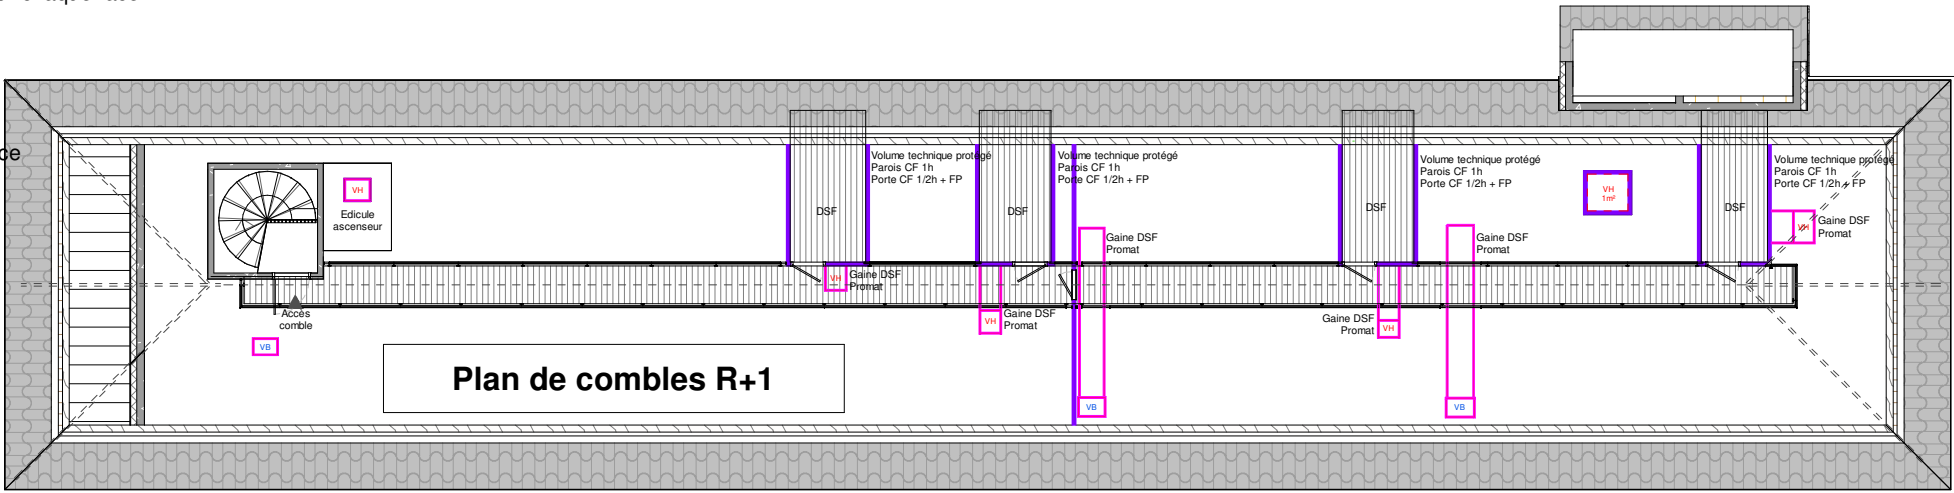 ce
VH
Edicule
ascenseur
Volume technique protégé
Parois CF 1h
Porte CF 1/2h + FP
DSF
Volume technique protégé
Parois CF 1h
Porte CF 1/2h + FP
DSF
Volume technique protégé
Parois CF 1h
Porte CF 1/2h + FP
DSF
Volume technique protégé
Parois CF 1h
Porte CF 1/2h + FP
DSF
VH
1m²
VH
Gaine DSF
Promat
Gaine DSF
Promat
Gaine DSF
Promat
VH
Gaine DSF
Promat
Accès
comble
VH
Gaine DSF
Promat
Gaine DSF
Promat
VH
VB
Plan de combles R+1
VB
VB